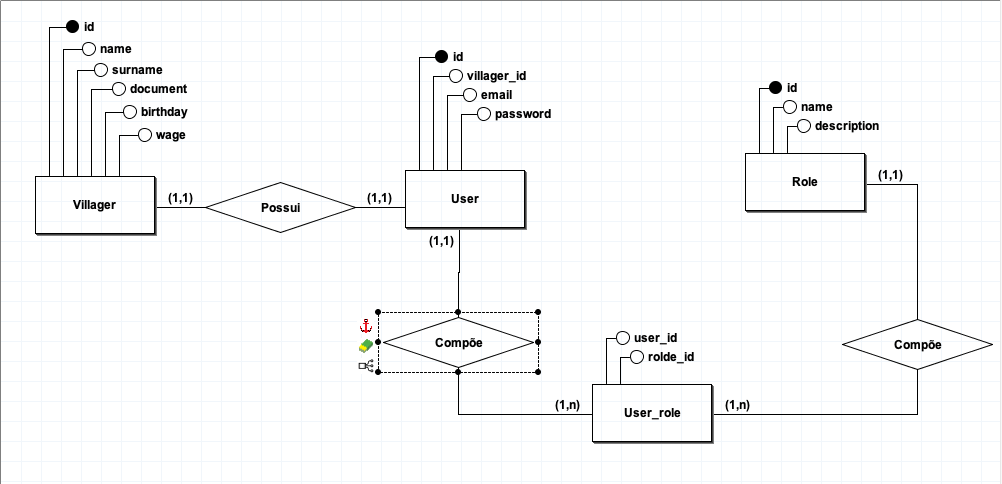 id
name
surname
document
birthday
wage
Villager
(1,1)
Possui
(1,1)
id
villager_id
email
password
User
(1,1)
id
name
description
Role
(1,1)
Compõe
Compõe
user_id
rolde_id
(1,n)
User_role
(1,n)